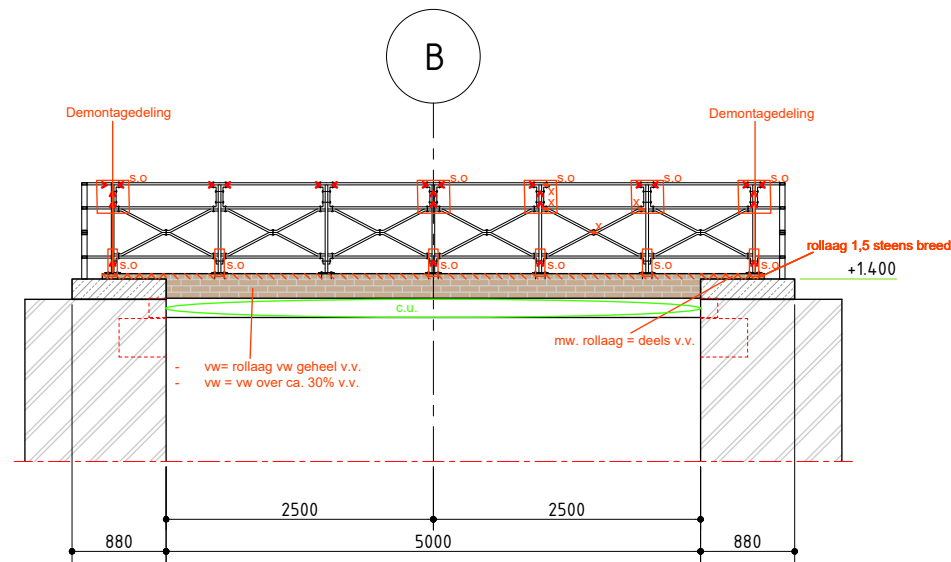 B
Demontagedeling
Demontagedeling
s.o
s.o
s.o
s.o
s.o
x
x
x
x
s.o
s.o
s.o
s.o
s.o
s.o
rollaag 1,5 steens breed
+1.400
c.u.
mw. rollaag = deels v.v.
- vw= rollaag vw geheel v.v.
- vw = vw over ca. 30% v.v.
2500
2500
880
5000
880